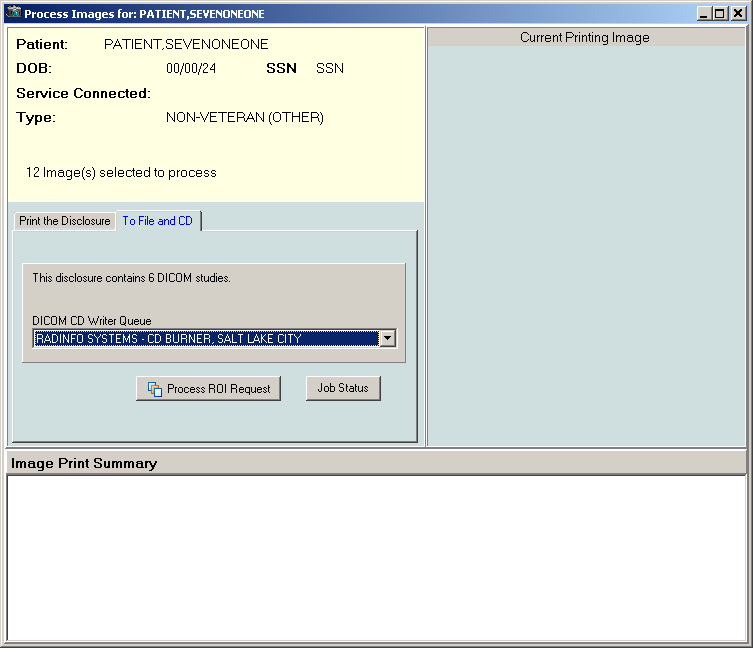 Process Images for: PATIENT,SEVENONEONE
Patient: PATIENT,SEVENONEONE
DOB: 00/00/24 SSN SSN
Service Connected:
Type: NON-VETERAN (OTHER)
12 Image(s) selected to process
Print the Disclosure To File and CD
This disclosure contains 6 DICOM studies.
DICOM CD Writer Queue
RADINFO SYSTEMS - CD BURNER, SALT LAKE CITY
Process ROI Request Job Status
Current Printing Image
Image Print Summary